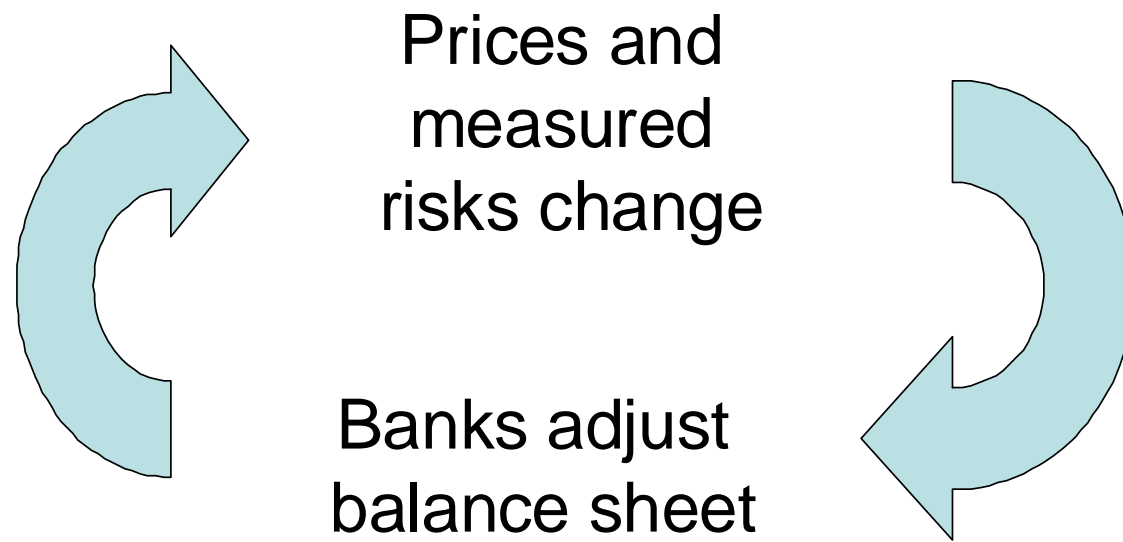 Prices and
measured
risks change
Banks adjust
balance sheet